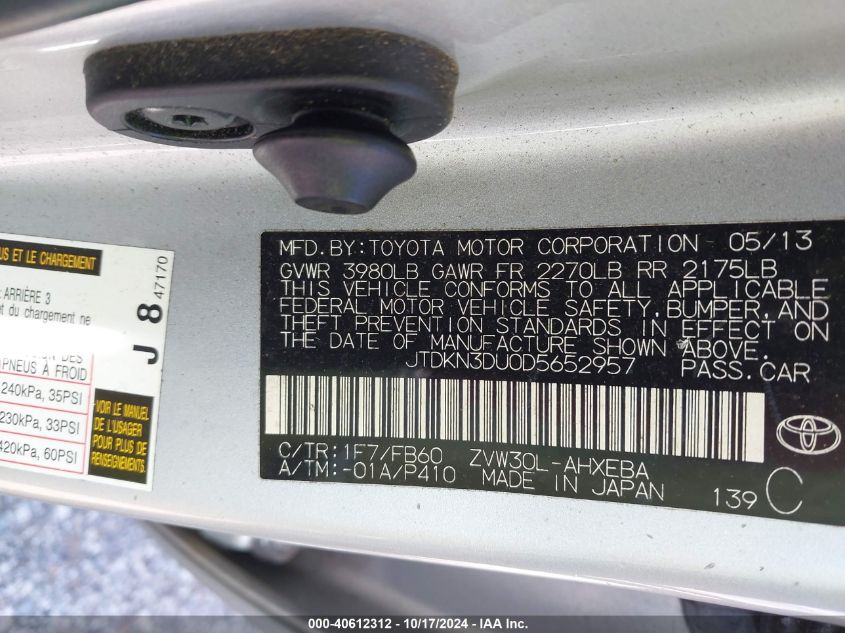 US ET LE CHARGEMENT
ARRIÈRE 3
nt du chargement ne
DES
PNEUS À FROID
240kPa, 35PSI
230kPa, 33PSI
420kPa, 60PSI
VOIR LE MANUEL
DE L'USAGER
POUR PLUS DE
RENSEIGNEMENTS
J 8 47170
MFD. BY: TOYOTA MOTOR CORPORATION 05/13
GVWR 3980LB GAWR FR 2270LB RR 2175LB
THIS VEHICLE CONFORMS TO ALL APPLICABLE
FEDERAL MOTOR VEHICLE SAFETY, BUMPER, AND
THEFT PREVENTION STANDARDS IN EFFECT ON
THE DATE OF MANUFACTURE SHOWN ABOVE.
JTDKN3DU0D5652957 PASS. CAR
C/TR: 1F7/FB60 ZVW30L-AHXEBA
A/TM: -01A/P410 MADE IN JAPAN 139 C
000-40612312 - 10/17/2024 - IAA Inc.